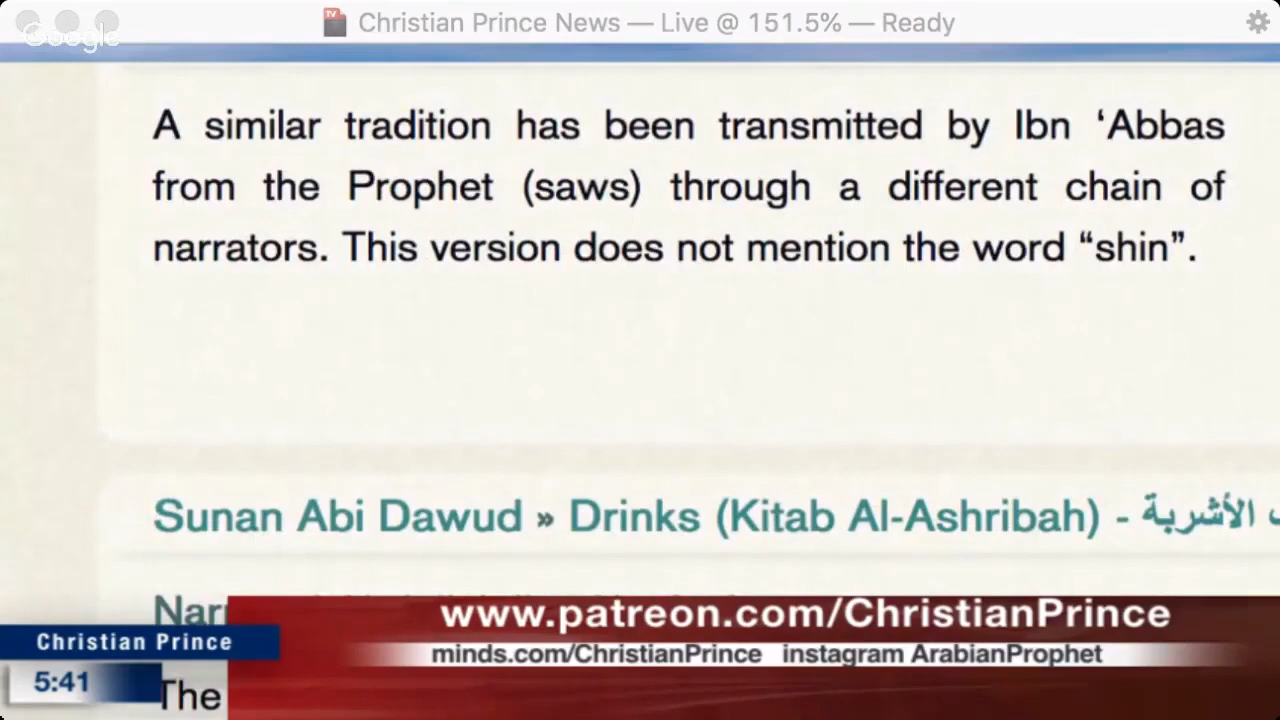 Christian Prince News — Live @ 151.5% — Ready
Google
A similar tradition has been transmitted by Ibn ‘Abbas
from the Prophet (saws) through a different chain of
narrators. This version does not mention the word “shin”.
Sunan Abi Dawud » Drinks (Kitab Al-Ashribah) - الأشربة
www.patreon.com/ChristianPrince
Christian Prince
minds.com/ChristianPrince instagram ArabianProphet
5:41
The